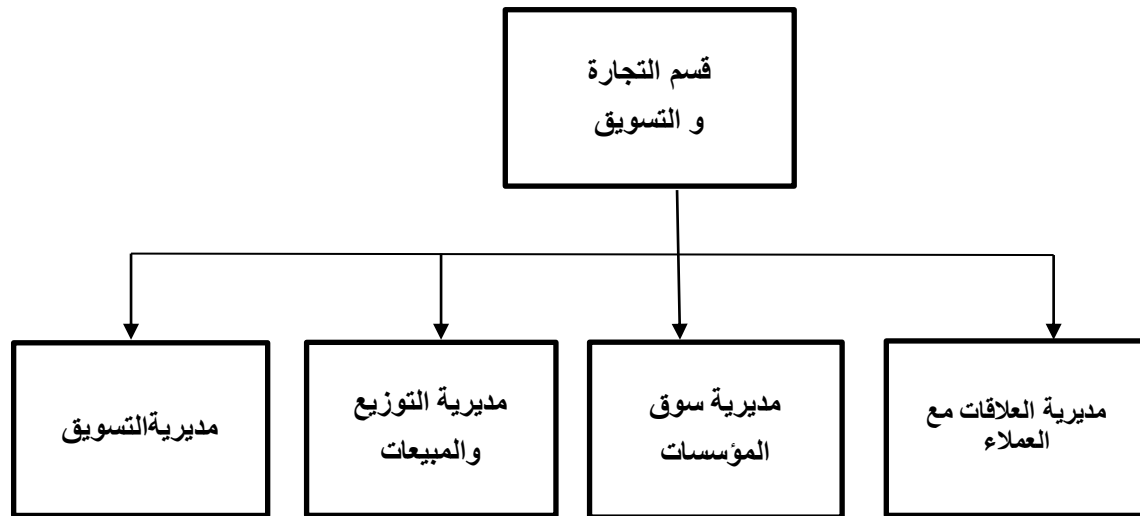 قسم التجارة
و التسويق
مديرية العلاقات مع
العملاء
مديرية سوق
المؤسسات
مديرية التوزيع
والمبيعات
مديريةالتسويق